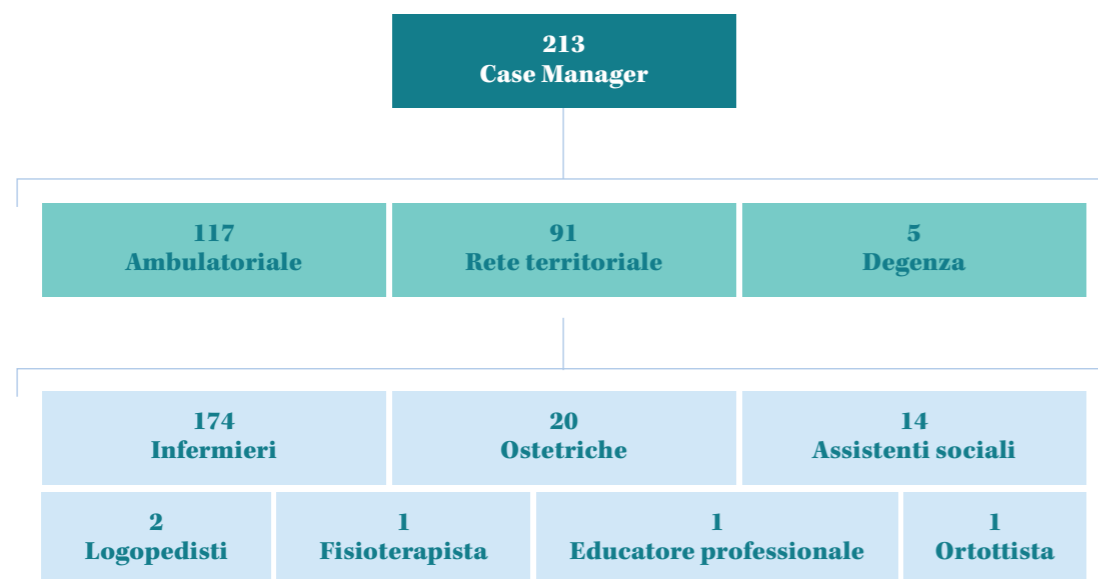 213
Case Manager
117
Ambulatoriale
91
Rete territoriale
5
Degenza
174
Infermieri
20
Ostetriche
14
Assistenti sociali
2
Logopedisti
1
Fisioterapista
1
Educatore professionale
1
Ortottista